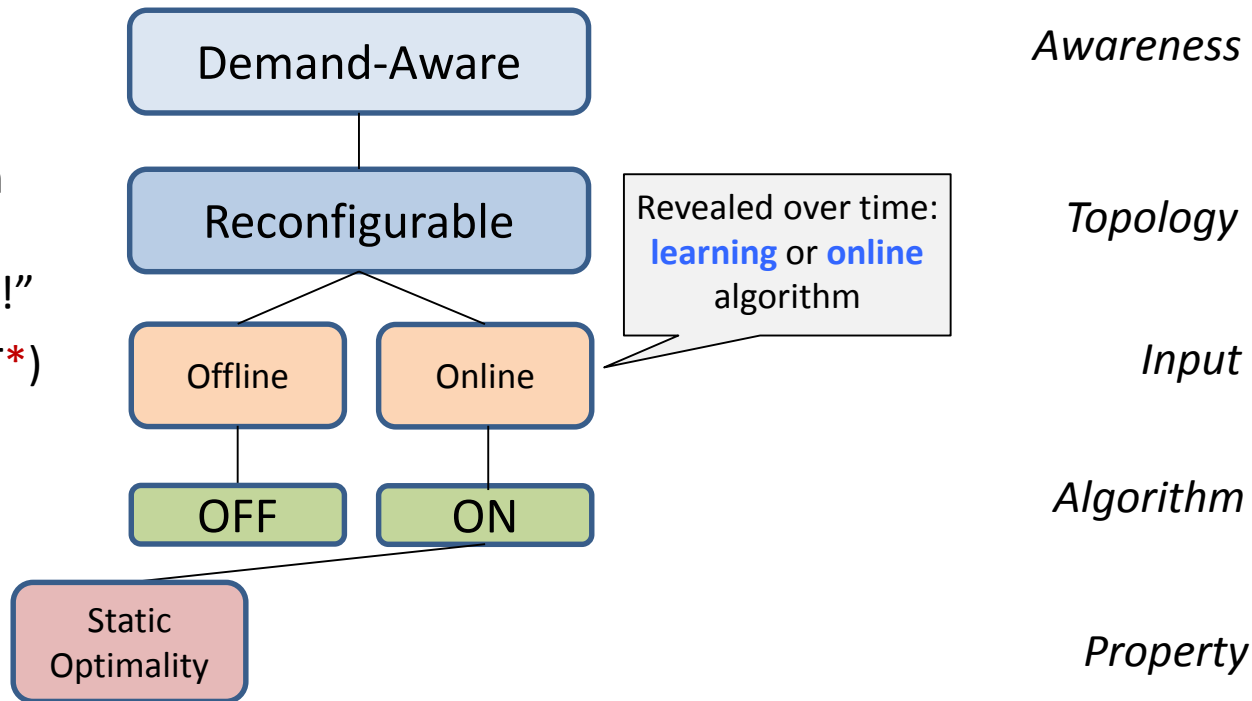 Demand-Aware
Awareness
Reconfigurable
Revealed over time:
learning or online
algorithm
Topology
!”
*)
Offline
Online
Input
OFF
ON
Algorithm
Static
Optimality
Property